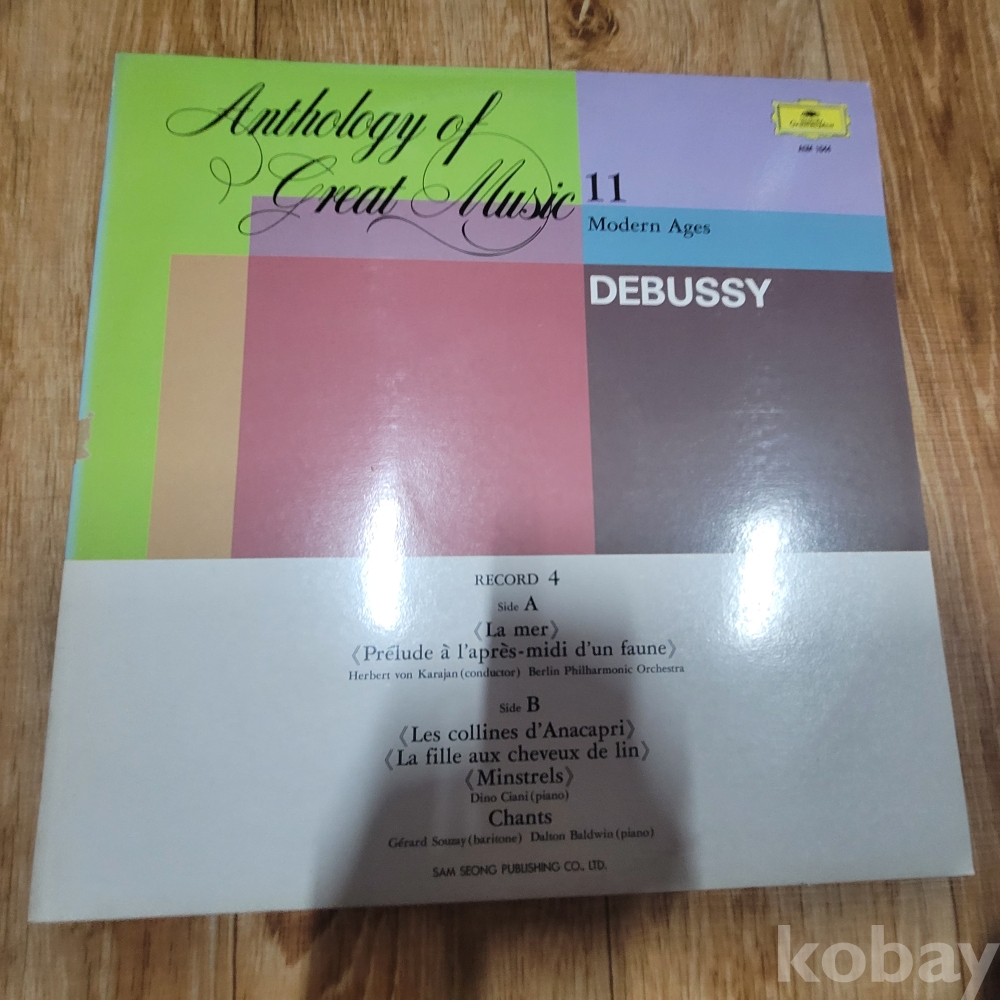 Anthology of
Great Music 11
Modern Ages
DEBUSSY
Deutsche
Grammophon
RECORD 4
Side A
《La mer》
《Prélude à l'après-midi d'un faune》
Herbert von Karajan (conductor) Berlin Philharmonic Orchestra
Side B
《Les collines d'Anacapri》
《La fille aux cheveux de lin》
《Minstrels》
Dino Ciani (piano)
Chants
Gérard Souzay (baritone) Dalton Baldwin (piano)
SAM SEONG PUBLISHING CO., LTD.
kobay